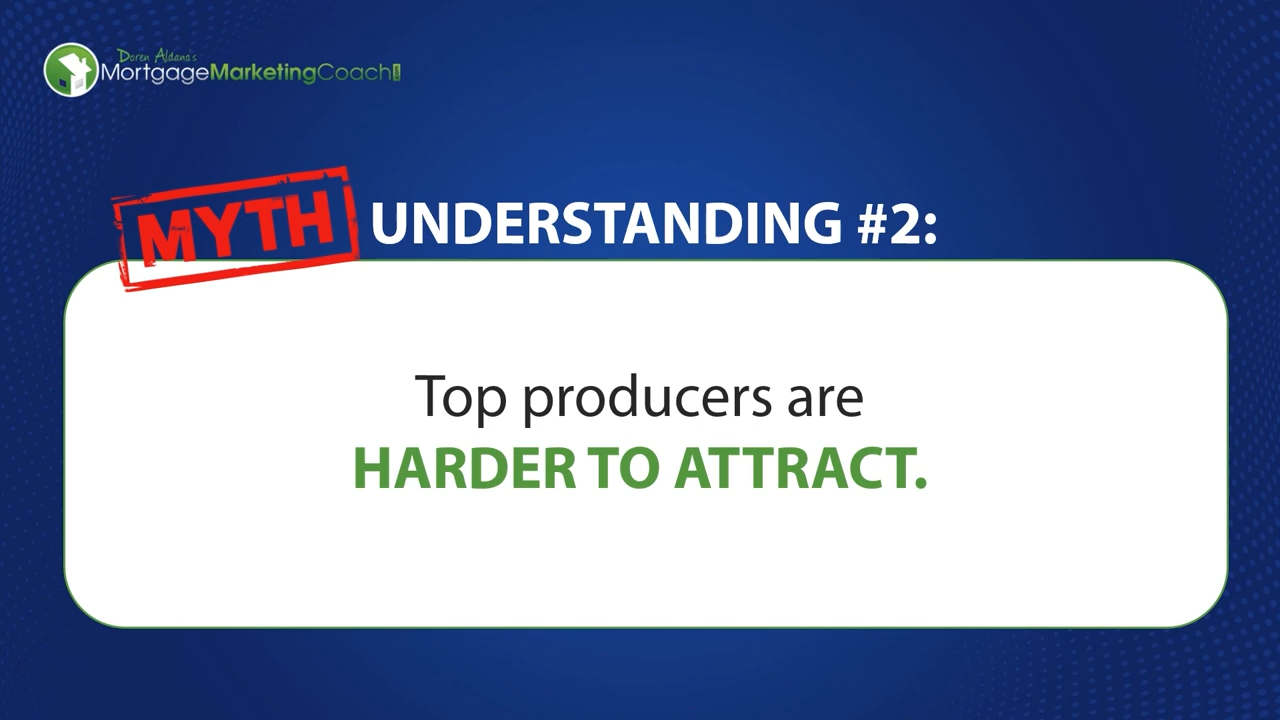 Doren Aldana's
MortgageMarketingCoach
MYTH UNDERSTANDING #2:
Top producers are
HARDER TO ATTRACT.